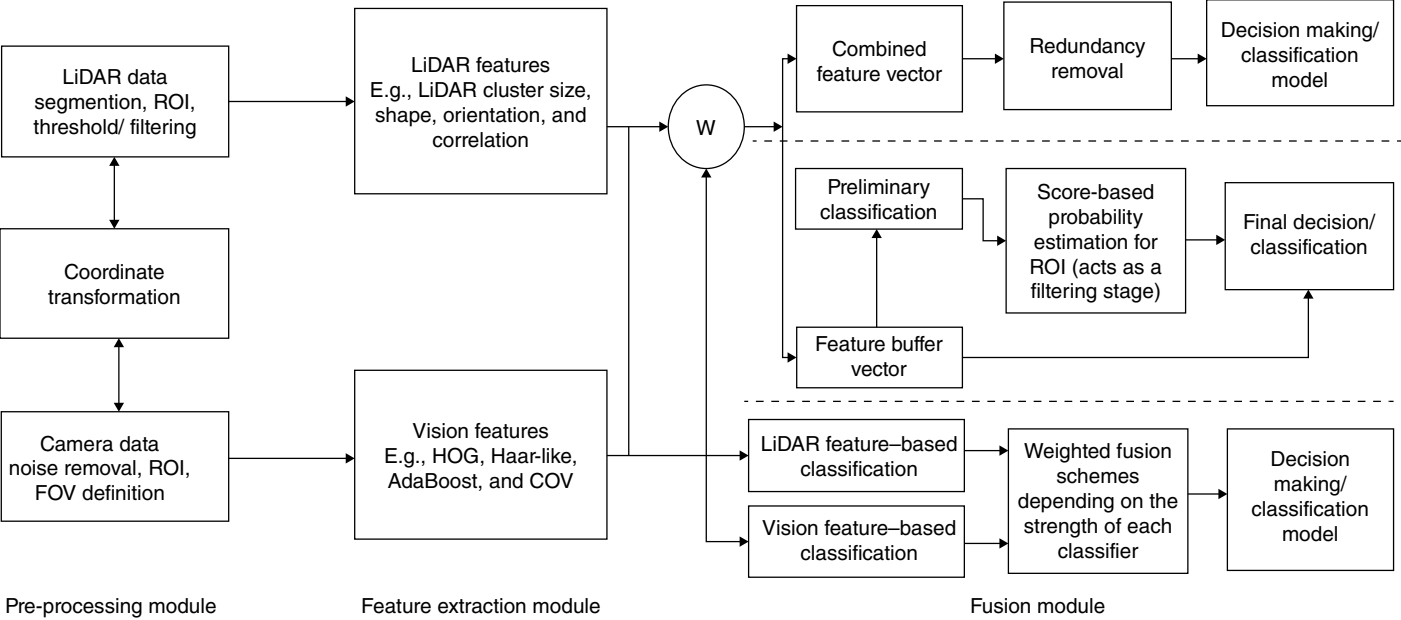 LiDAR data
segmention, ROI,
threshold/ filtering
Coordinate
transformation
Camera data
noise removal, ROI,
FOV definition
Pre-processing module
LiDAR features
E.g., LiDAR cluster size,
shape, orientation, and
correlation
Vision features
E.g., HOG, Haar-like,
AdaBoost, and COV
Feature extraction module
W
Combined
feature vector
Redundancy
removal
Decision making/
classification
model
Preliminary
classification
Score-based
probability
estimation for
ROI (acts as a
filtering stage)
Final decision/
classification
Feature buffer
vector
LiDAR feature–based
classification
Vision feature–based
classification
Weighted fusion
schemes
depending on the
strength of each
classifier
Decision
making/
classification
model
Fusion module